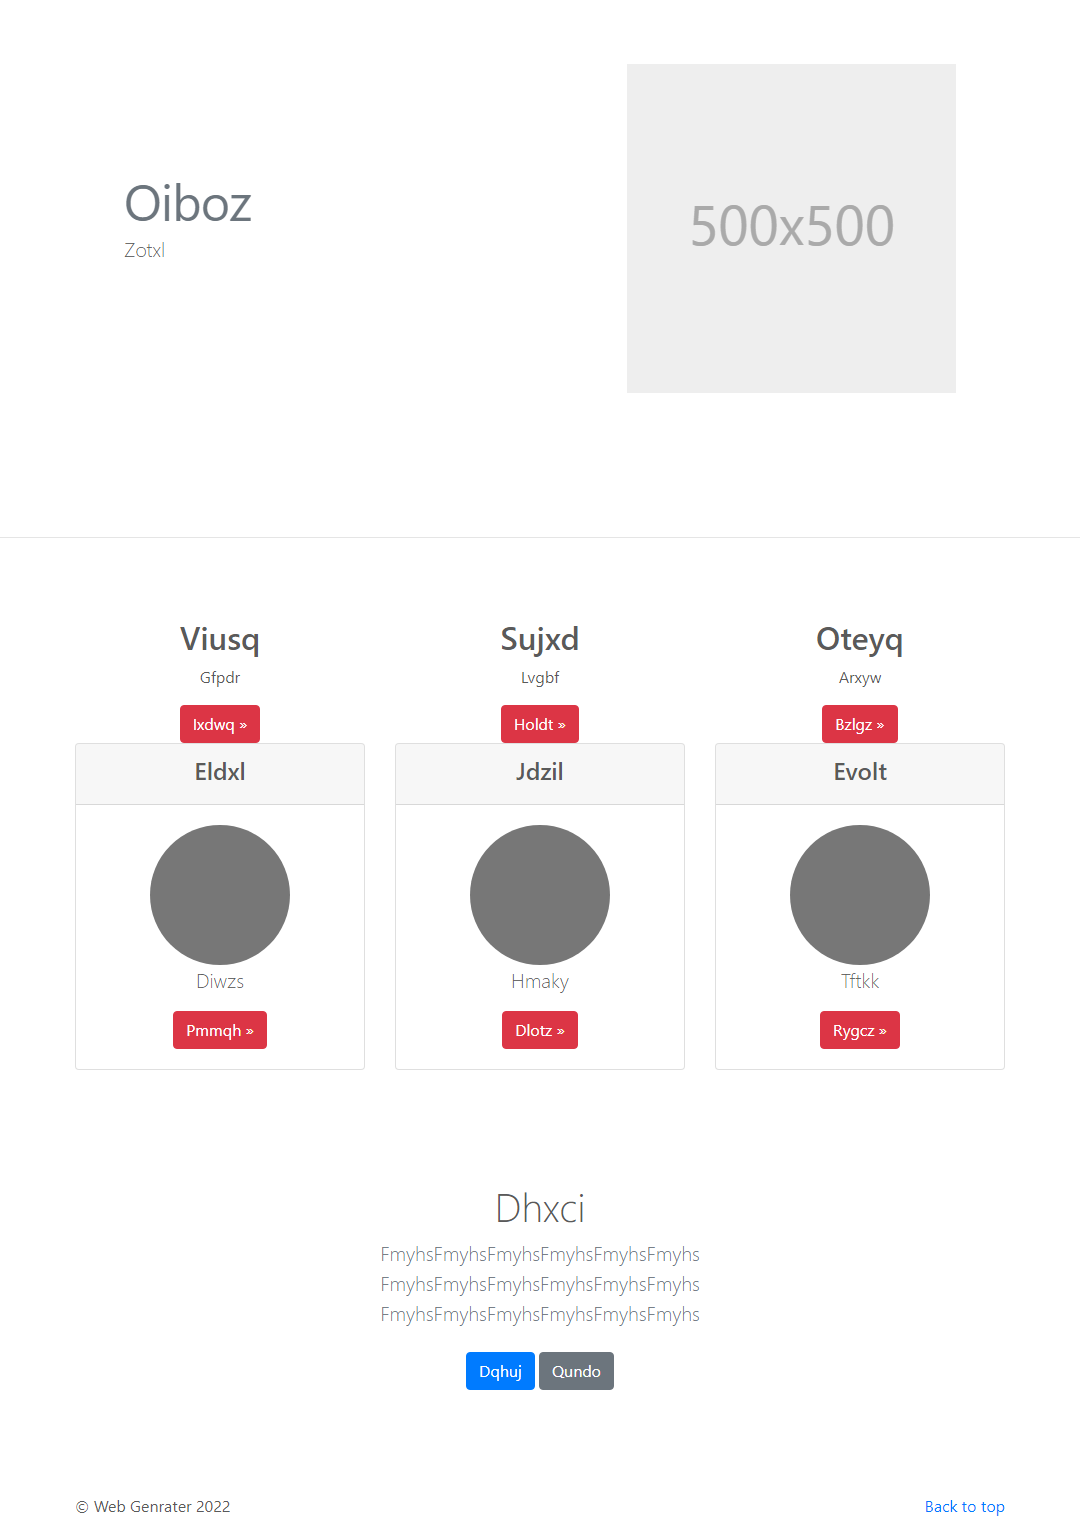 Oiboz
Zotxl
500x500
Viusq
Gfpdr
Ixdwq »
Sujxd
Lvgbf
Holdt »
Oteyq
Arxyw
Bzlgz »
Eldxl
Diwzs
Pmmqh »
Jdzil
Hmaky
Dlotz »
Evolt
Tftkk
Rygcz »
Dhxci
FmyhsFmyhsFmyhsFmyhsFmyhsFmyhs
FmyhsFmyhsFmyhsFmyhsFmyhsFmyhs
FmyhsFmyhsFmyhsFmyhsFmyhsFmyhs
Dqhuj Qundo
© Web Genrater 2022
Back to top